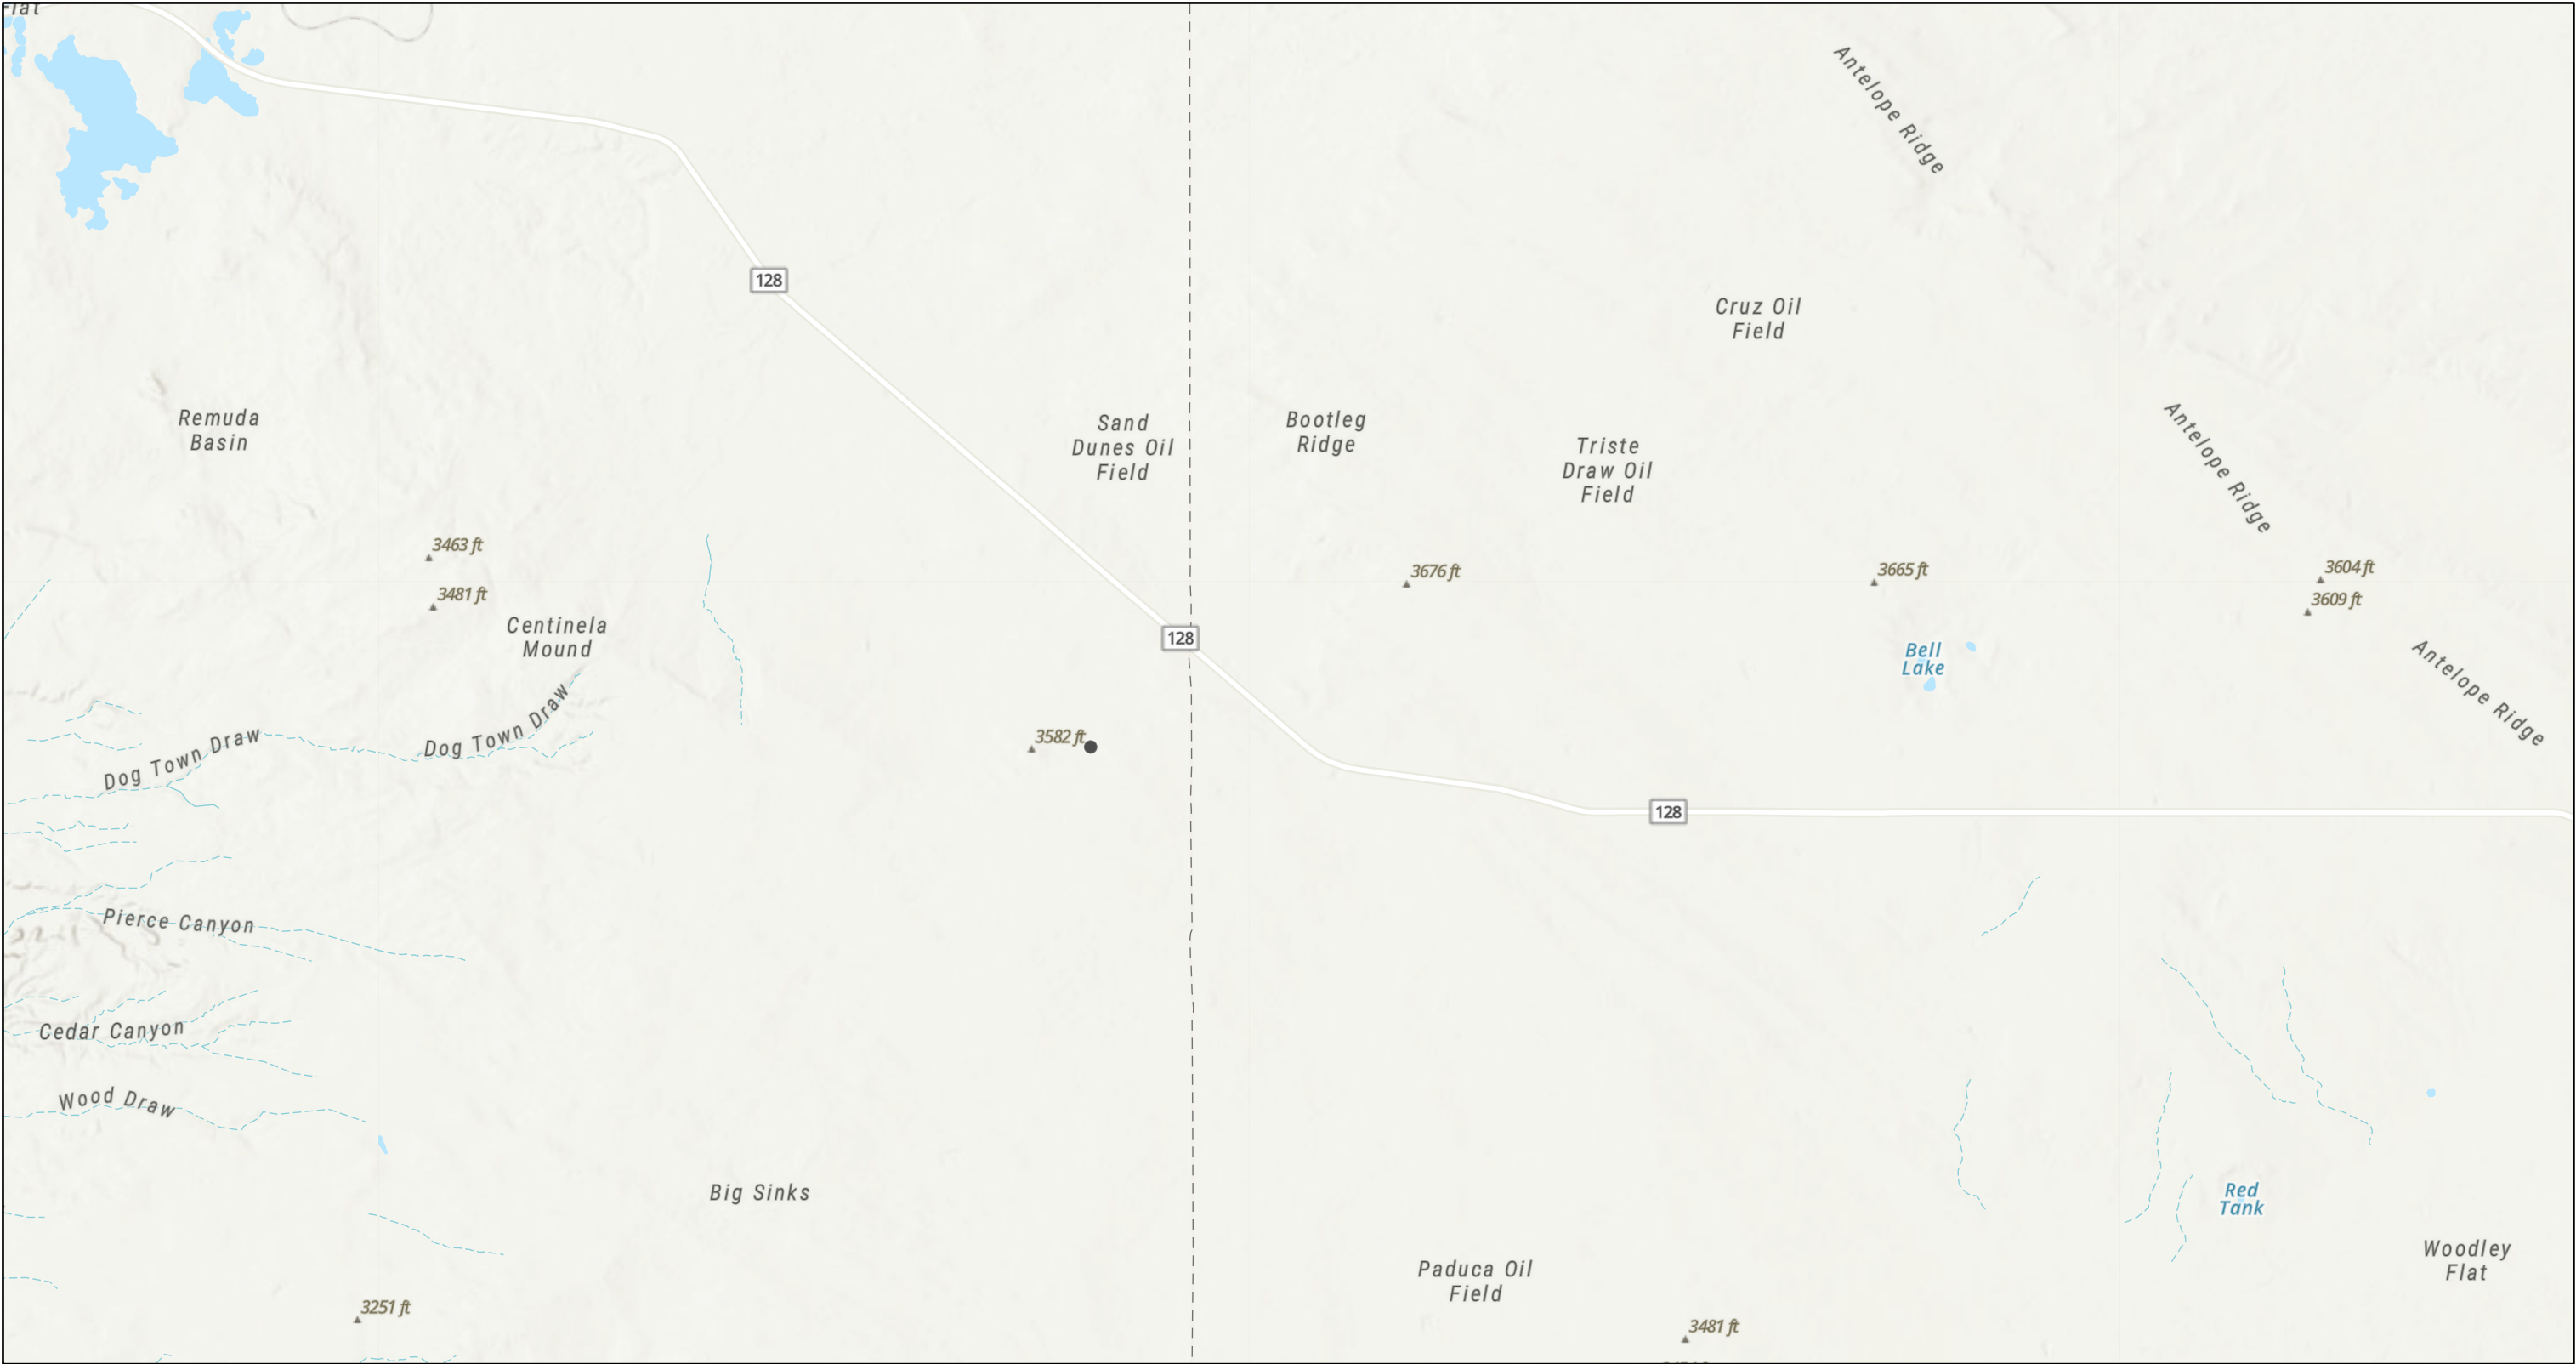 Flat
Antelope Ridge
128
Cruz Oil
Field
Remuda
Basin
Sand
Dunes Oil
Field
Bootleg
Ridge
Triste
Draw Oil
Field
Antelope Ridge
3463 ft
3481 ft
3676 ft
3665 ft
3604 ft
3609 ft
Centinela
Mound
128
Bell
Lake
Antelope Ridge
Dog Town Draw
Dog Town Draw
3582 ft
128
Pierce Canyon
Cedar Canyon
Wood Draw
Big Sinks
Red
Tank
Woodley
Flat
Paduca Oil
Field
3251 ft
3481 ft